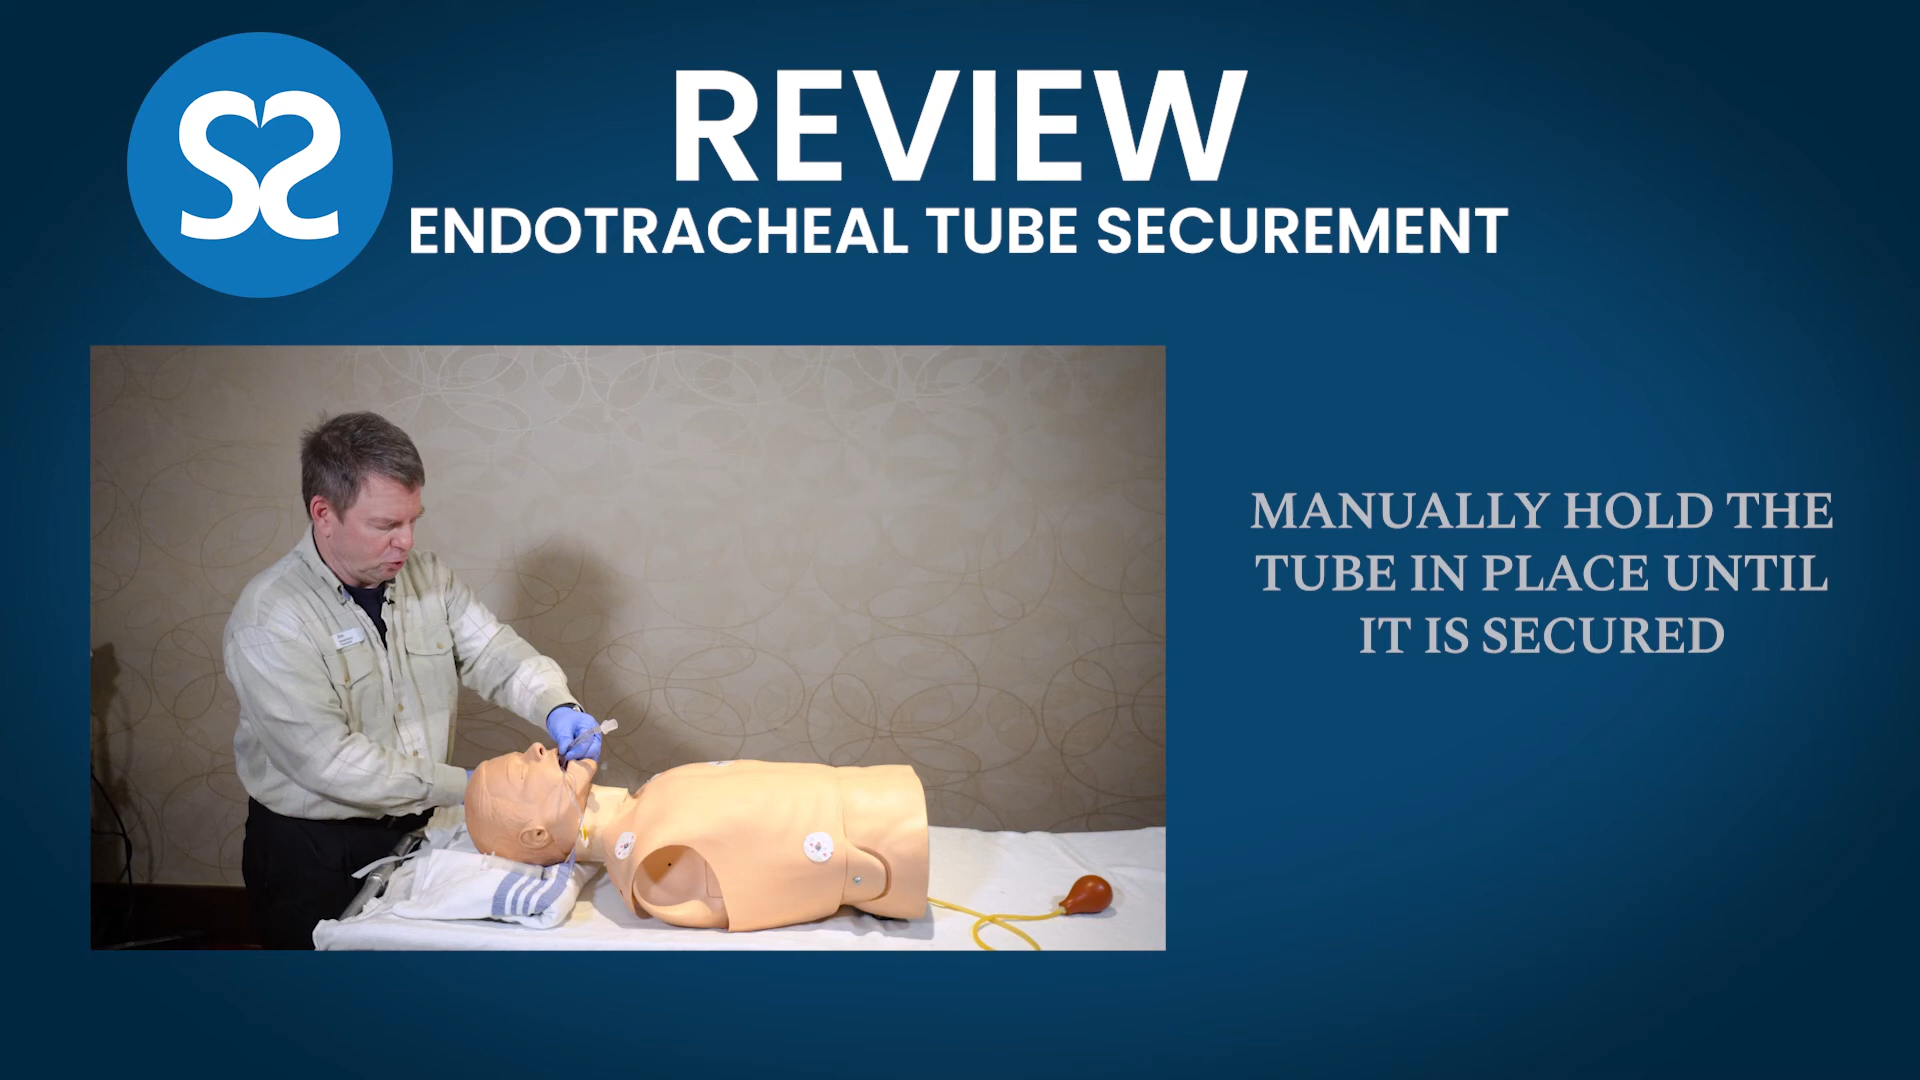 REVIEW
ENDOTRACHEAL TUBE SECUREMENT
MANUALLY HOLD THE
TUBE IN PLACE UNTIL
IT IS SECURED